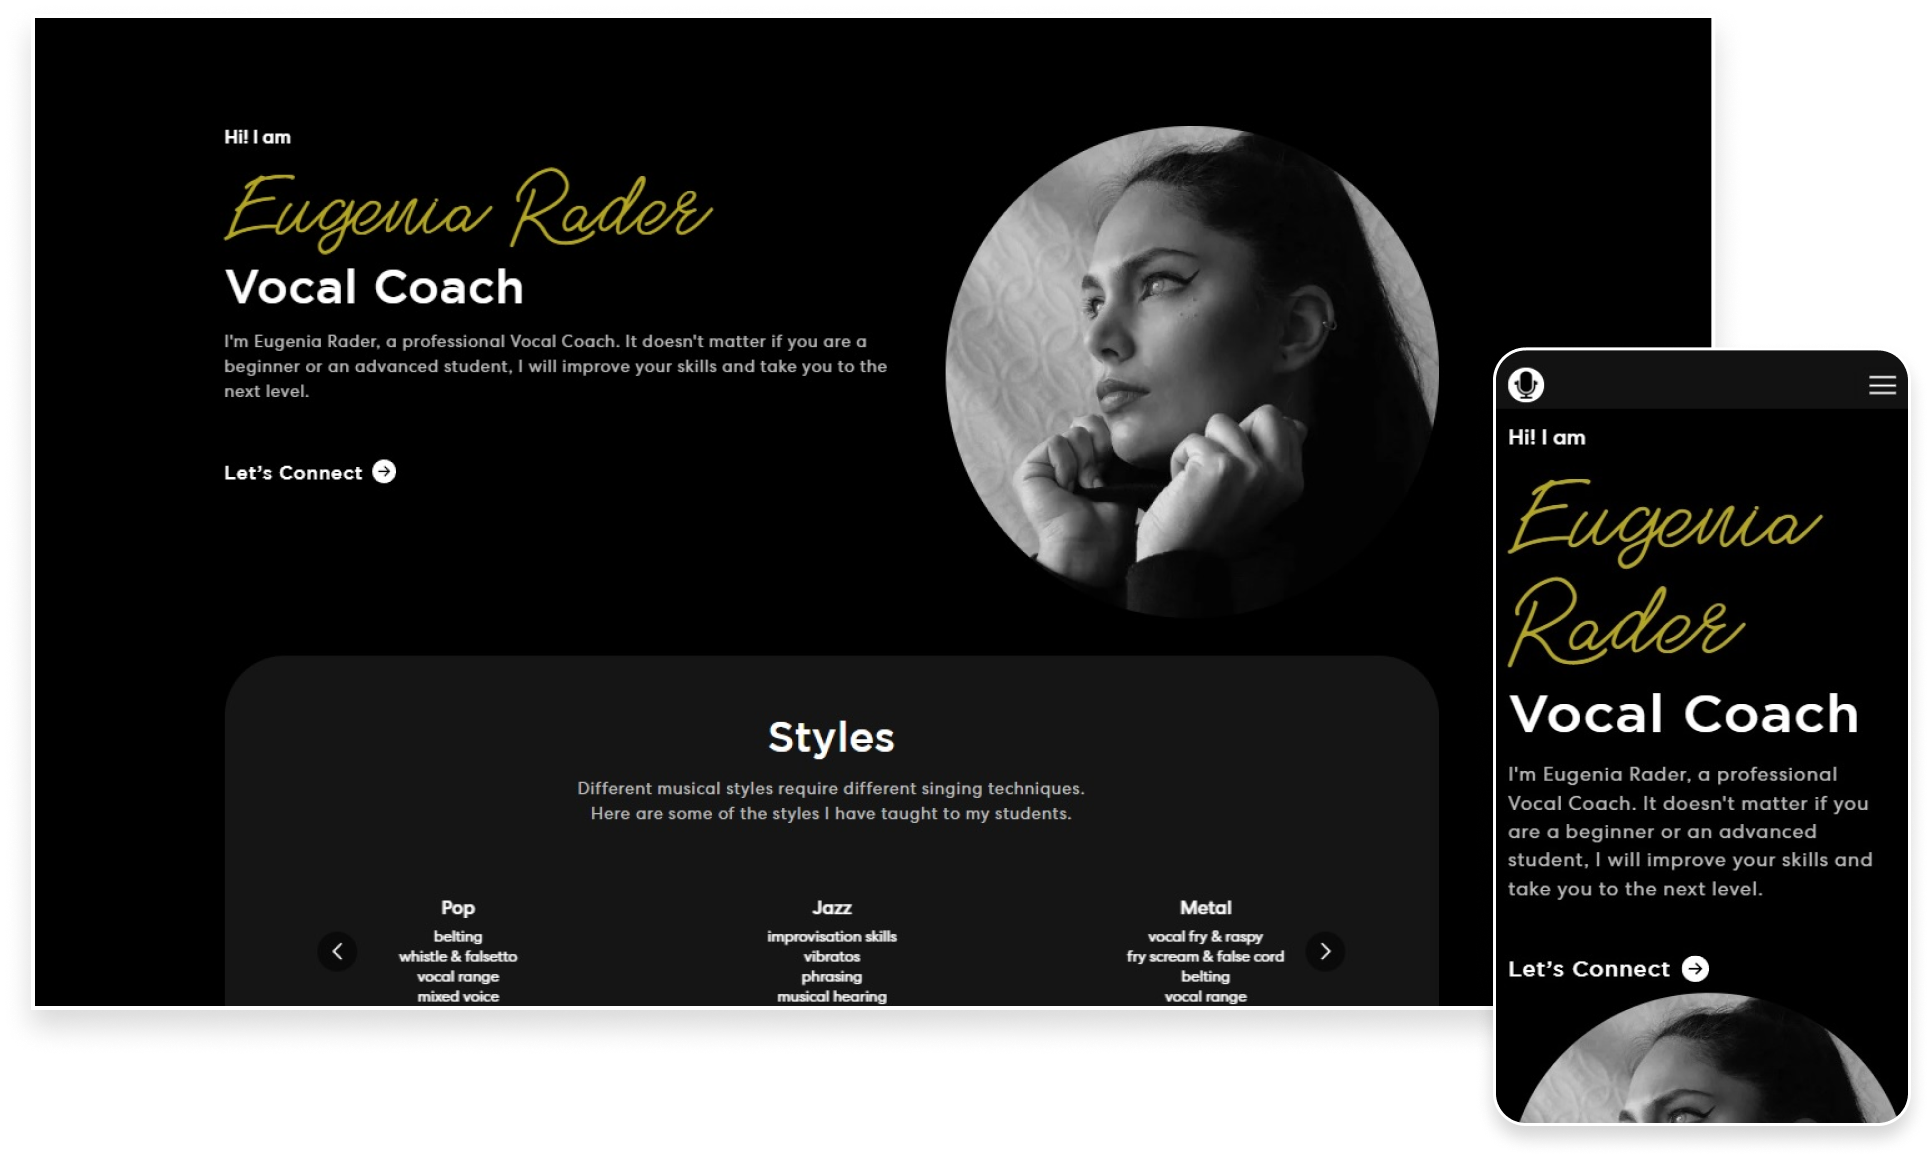 Hi! I am
Eugenia Rader
Vocal Coach
I'm Eugenia Rader, a professional Vocal Coach. It doesn't matter if you are a
beginner or an advanced student, I will improve your skills and take you to the
next level.
Let’s Connect
Styles
Different musical styles require different singing techniques.
Here are some of the styles I have taught to my students.
Pop
belting
whistle & falsetto
vocal range
mixed voice
Jazz
improvisation skills
vibratos
phrasing
musical hearing
Metal
vocal fry & raspy
fry scream & false cord
belting
vocal range
Hi! I am
Eugenia
Rader
Vocal Coach
I'm Eugenia Rader, a professional
Vocal Coach. It doesn't matter if you
are a beginner or an advanced
student, I will improve your skills and
take you to the next level.
Let’s Connect